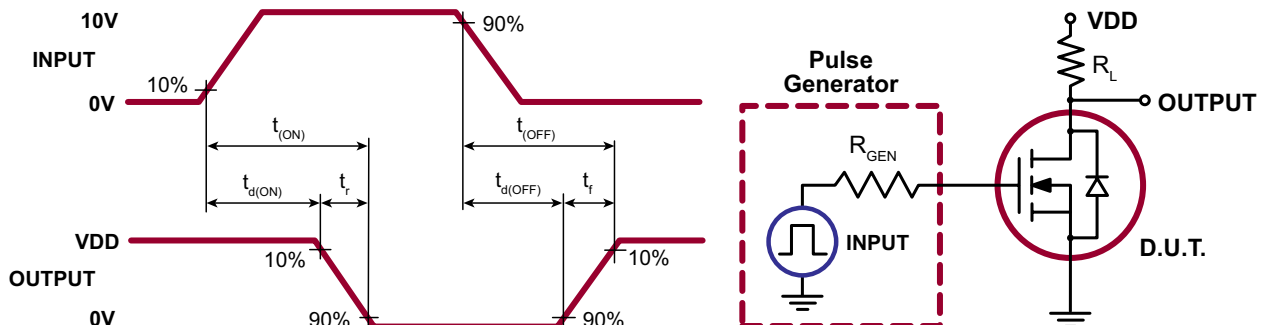 10V
INPUT
0V
10%
90%
t(ON)
t(OFF)
td(ON)
tr
td(OFF)
tf
VDD
OUTPUT
0V
10%
90%
90%
10%
Pulse
Generator
RGEN
INPUT
VDD
RL
OUTPUT
D.U.T.